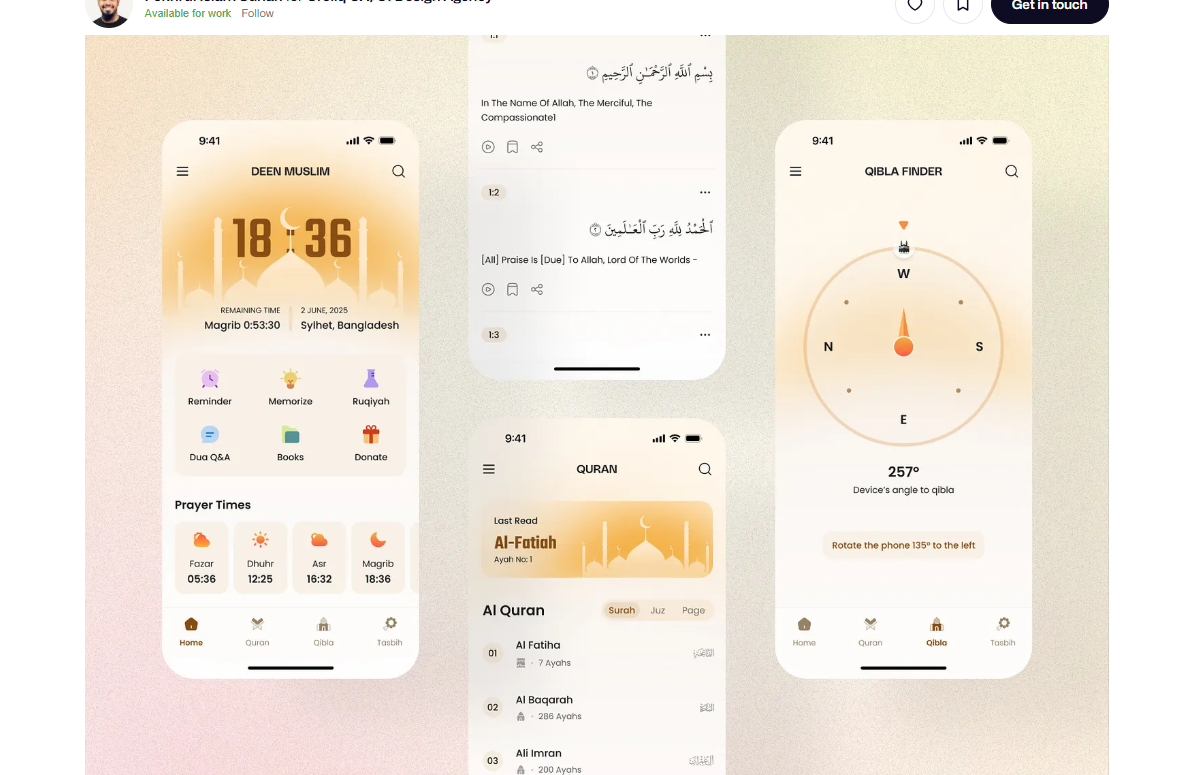 Available for work Follow
Get in touch
9:41
DEEN MUSLIM
18:36
REMAINING TIME
Magrib 0:53:30
2 JUNE, 2025
Sylhet, Bangladesh
Reminder
Memorize
Ruqiyah
Dua Q&A
Books
Donate
Prayer Times
Fazar
05:36
Dhuhr
12:25
Asr
16:32
Magrib
18:36
Home
Quran
Qibla
Tasbih
بِسْمِ ٱللَّهِ ٱلرَّحْمَـٰنِ ٱلرَّحِيمِ ١
In The Name Of Allah, The Merciful, The
Compassionate1
1:2
ٱلْحَمْدُ لِلَّهِ رَبِّ ٱلْعَـٰلَمِينَ ٢
[All] Praise Is [Due] To Allah, Lord Of The Worlds -
1:3
9:41
QURAN
Last Read
Al-Fatiah
Ayah No: 1
Al Quran
Surah
Juz
Page
01
Al Fatiha
7 Ayahs
02
Al Baqarah
286 Ayahs
03
Ali Imran
200 Ayahs
9:41
QIBLA FINDER
W
N
S
E
257°
Device's angle to qibla
Rotate the phone 135° to the left
Home
Quran
Qibla
Tasbih